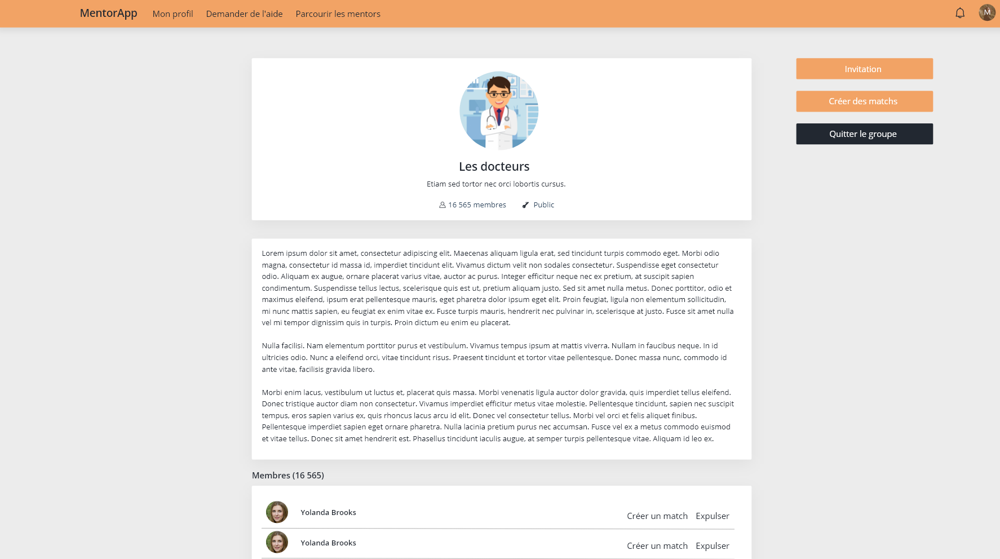 MentorApp Mon profil Demander de l'aide Parcourir les mentors M
Invitation
Créer des matchs
Quitter le groupe
Les docteurs
Etiam sed tortor nec orci lobortis cursus.
16 565 membres Public
Lorem ipsum dolor sit amet, consectetur adipiscing elit. Maecenas aliquam ligula erat, sed tincidunt turpis commodo eget. Morbi odio
magna, consectetur id massa id, imperdiet tincidunt elit. Vivamus dictum velit non sodales consectetur. Suspendisse eget consectetur
odio. Aliquam ex augue, ornare placerat varius vitae, auctor ac purus. Integer efficitur neque nec ex pretium, at suscipit sapien
condimentum. Suspendisse tellus lectus, scelerisque quis est ut, pretium aliquam justo. Sed sit amet nulla metus. Donec porttitor, odio et
maximus eleifend, ipsum erat pellentesque mauris, eget pharetra dolor ipsum eget elit. Proin feugiat, ligula non elementum sollicitudin,
mi nunc mattis sapien, eu feugiat ex enim vitae ex. Fusce turpis mauris, hendrerit nec pulvinar in, scelerisque at justo. Fusce sit amet nulla
vel mi tempor dignissim quis in turpis. Proin dictum eu enim eu placerat.
Nulla facilisi. Nam elementum porttitor purus et vestibulum. Vivamus tempus ipsum at mattis viverra. Nullam in faucibus neque. In id
ultricies odio. Nunc a eleifend orci, vitae tincidunt risus. Praesent tincidunt et tortor vitae pellentesque. Donec massa nunc, commodo id
ante vitae, facilisis gravida libero.
Morbi enim lacus, vestibulum ut luctus et, placerat quis massa. Morbi venenatis ligula auctor dolor gravida, quis imperdiet tellus eleifend.
Donec tristique auctor diam non consectetur. Vivamus imperdiet efficitur metus vitae molestie. Pellentesque tincidunt, sapien nec suscipit
tempus, eros sapien varius ex, quis rhoncus lacus arcu id elit. Donec vel consectetur tellus. Morbi vel orci et felis aliquet finibus.
Pellentesque imperdiet sapien eget ornare pharetra. Nulla lacinia pretium purus nec accumsan. Fusce vel ex a metus commodo euismod
et vitae tellus. Donec sit amet hendrerit est. Phasellus tincidunt iaculis augue, at semper turpis pellentesque vitae. Aliquam id leo ex.
Membres (16 565)
Yolanda Brooks Créer un match Expulser
Yolanda Brooks Créer un match Expulser